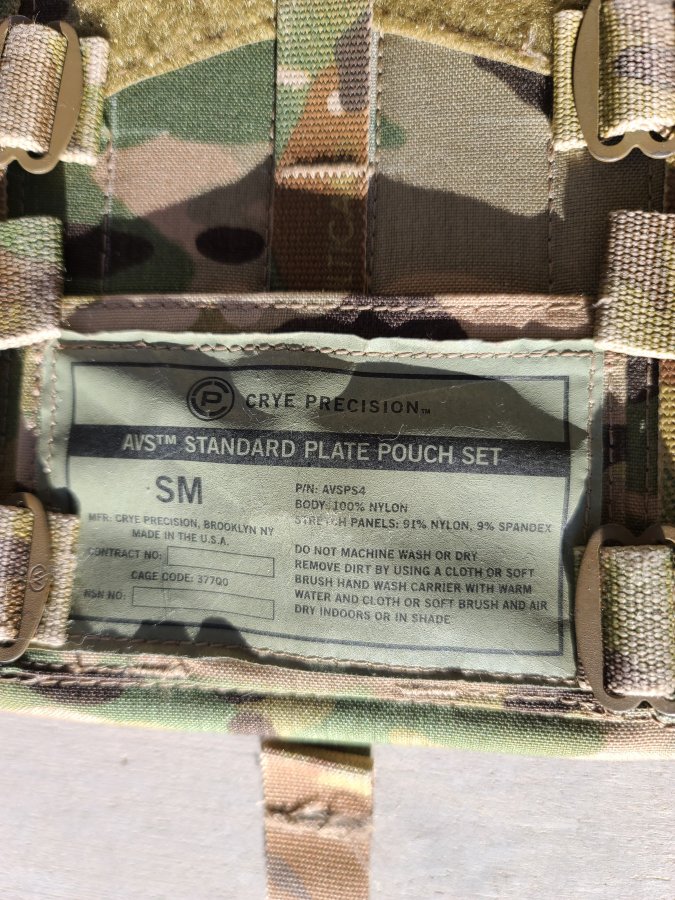 CRYE PRECISION™
AVS™ STANDARD PLATE POUCH SET
SM
MFR: CRYE PRECISION, BROOKLYN NY
MADE IN THE U.S.A.
CONTRACT NO:
CAGE CODE: 37700
NSN NO:
P/N: AVSPS4
BODY: 100% NYLON
STRETCH PANELS: 91% NYLON, 9% SPANDEX
DO NOT MACHINE WASH OR DRY
REMOVE DIRT BY USING A CLOTH OR SOFT
BRUSH HAND WASH CARRIER WITH WARM
WATER AND CLOTH OR SOFT BRUSH AND AIR
DRY INDOORS OR IN SHADE